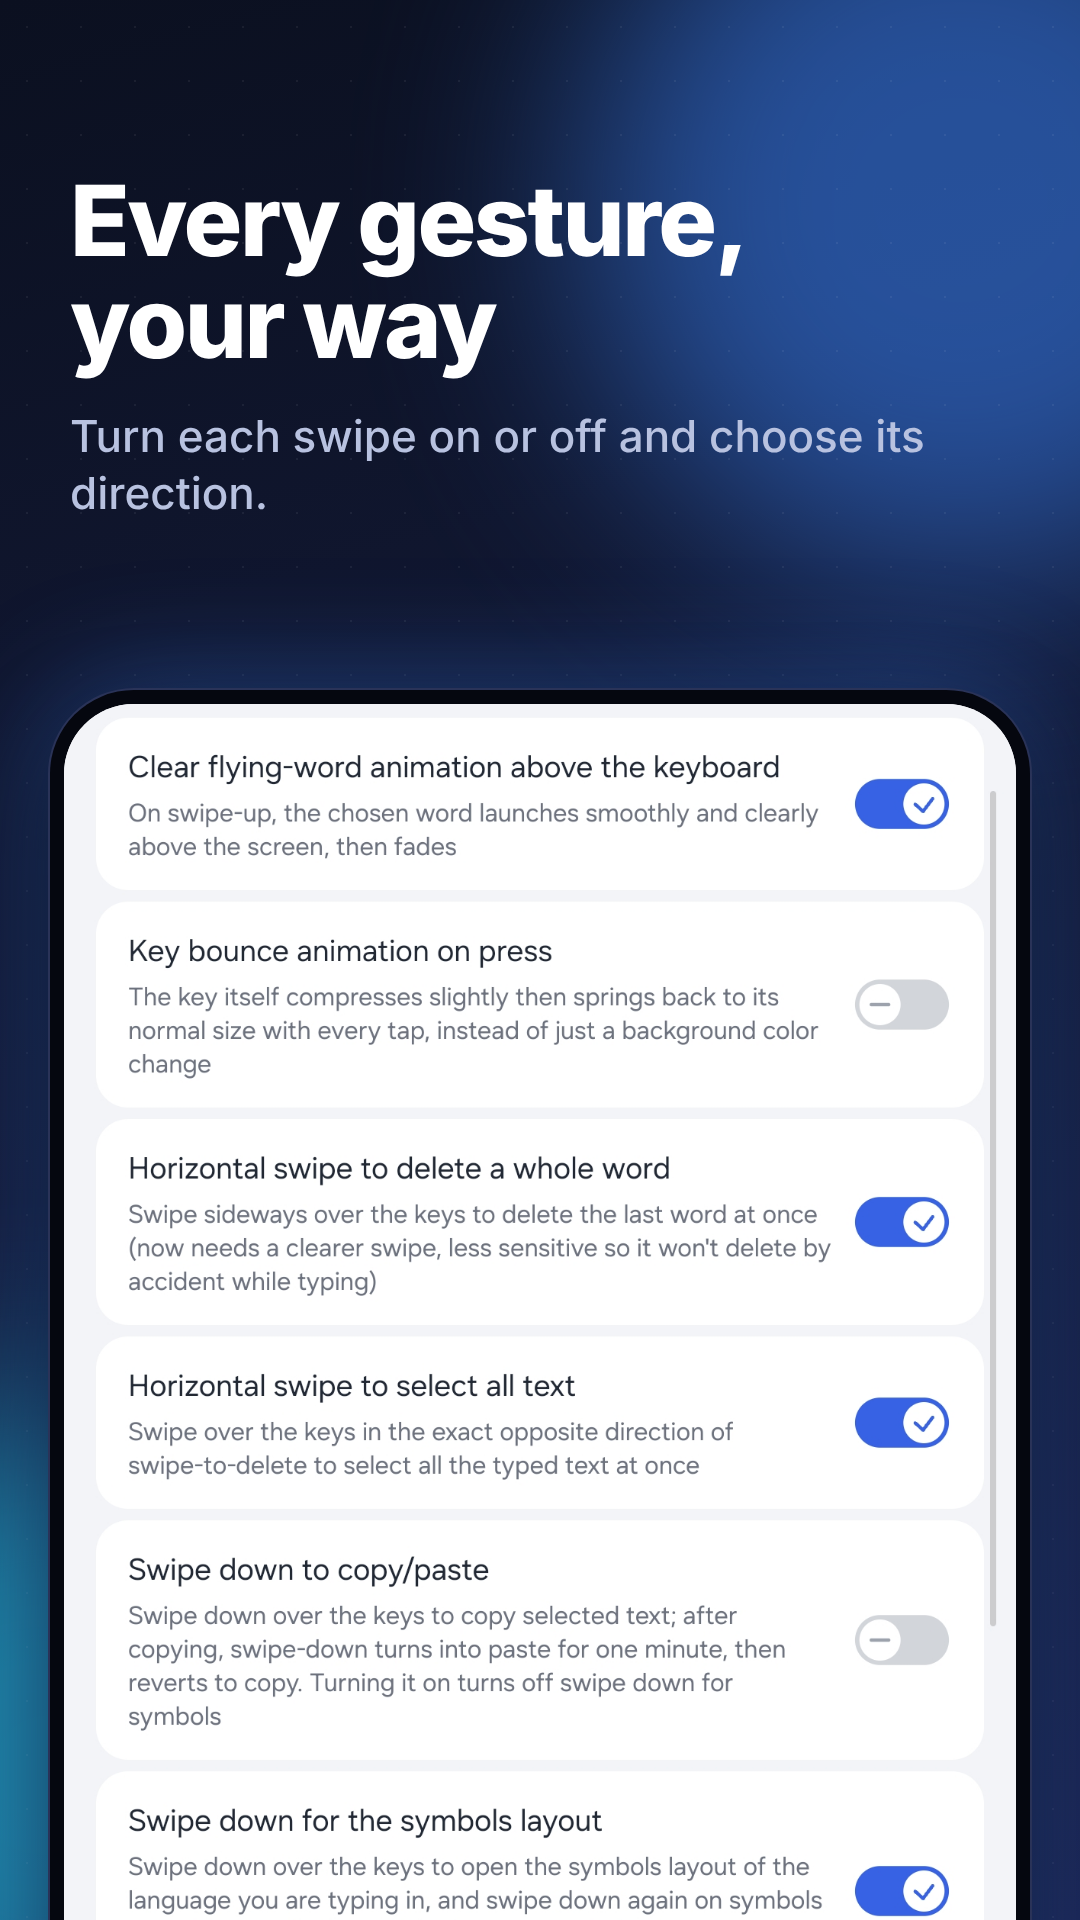 Every gesture,
your way
Turn each swipe on or off and choose its
direction.
Clear flying-word animation above the keyboard
On swipe-up, the chosen word launches smoothly and clearly
above the screen, then fades
Key bounce animation on press
The key itself compresses slightly then springs back to its
normal size with every tap, instead of just a background color
change
Horizontal swipe to delete a whole word
Swipe sideways over the keys to delete the last word at once
(now needs a clearer swipe, less sensitive so it won't delete by
accident while typing)
Horizontal swipe to select all text
Swipe over the keys in the exact opposite direction of
swipe-to-delete to select all the typed text at once
Swipe down to copy/paste
Swipe down over the keys to copy selected text; after
copying, swipe-down turns into paste for one minute, then
reverts to copy. Turning it on turns off swipe down for
symbols
Swipe down for the symbols layout
Swipe down over the keys to open the symbols layout of the
language you are typing in, and swipe down again on symbols